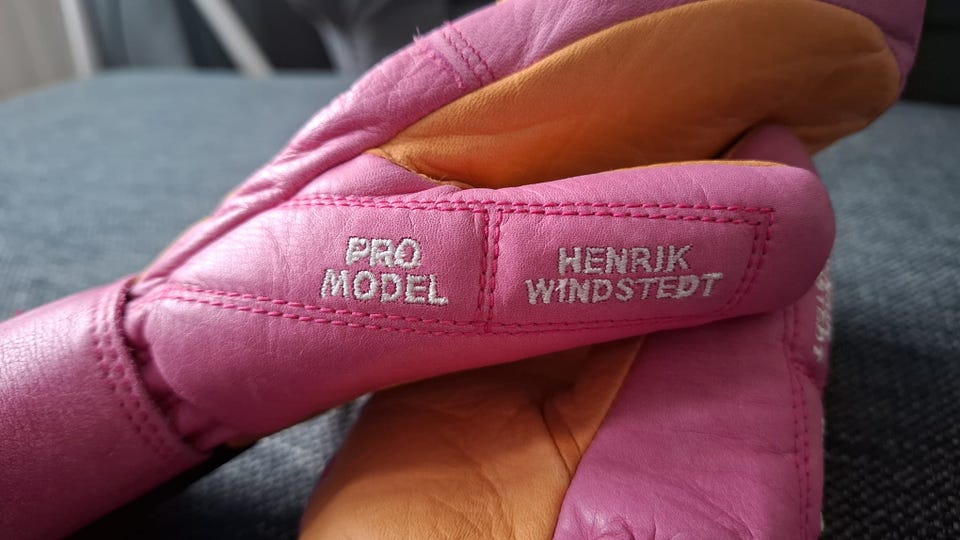 PRO
MODEL
HENRIK
WINDSTEDT